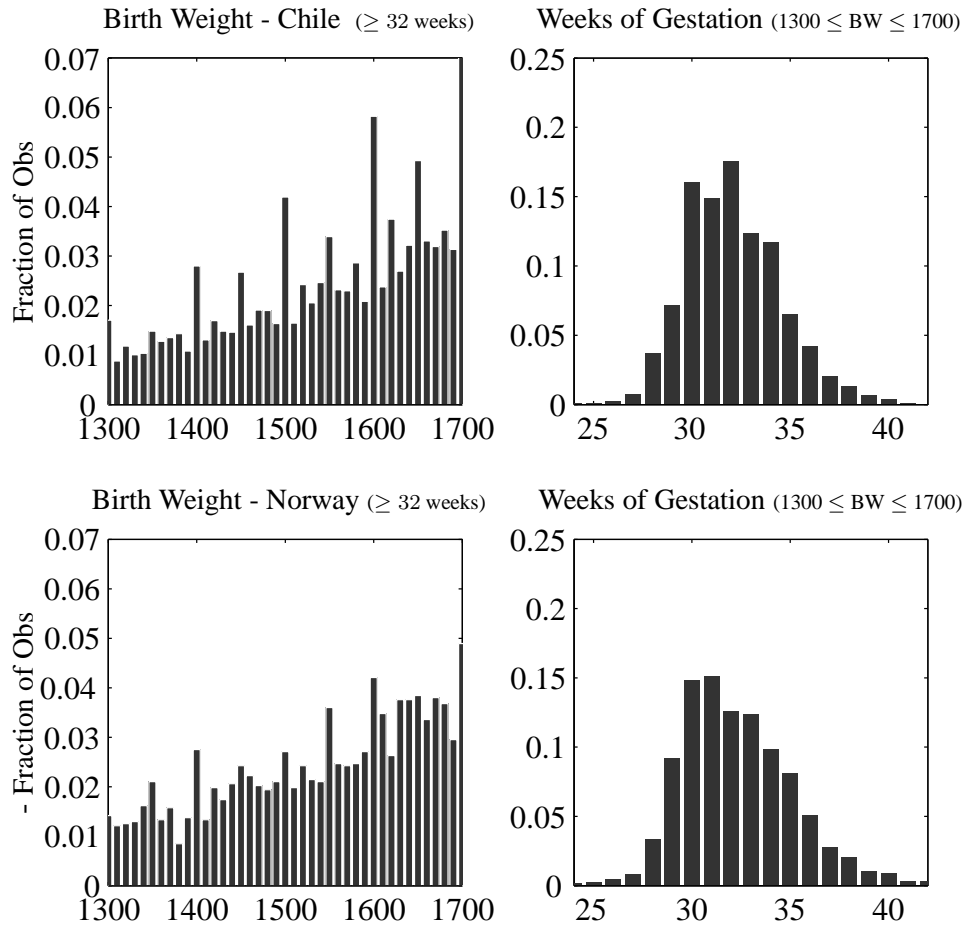 Birth Weight - Chile (≥ 32 weeks)
Fraction of Obs
0.07
0.06
0.05
0.04
0.03
0.02
0.01
0
1300 1400 1500 1600 1700
Weeks of Gestation (1300 ≤ BW ≤ 1700)
0.25
0.2
0.15
0.1
0.05
0
25 30 35 40
Birth Weight - Norway (≥ 32 weeks)
- Fraction of Obs
0.07
0.06
0.05
0.04
0.03
0.02
0.01
0
1300 1400 1500 1600 1700
Weeks of Gestation (1300 ≤ BW ≤ 1700)
0.25
0.2
0.15
0.1
0.05
0
25 30 35 40